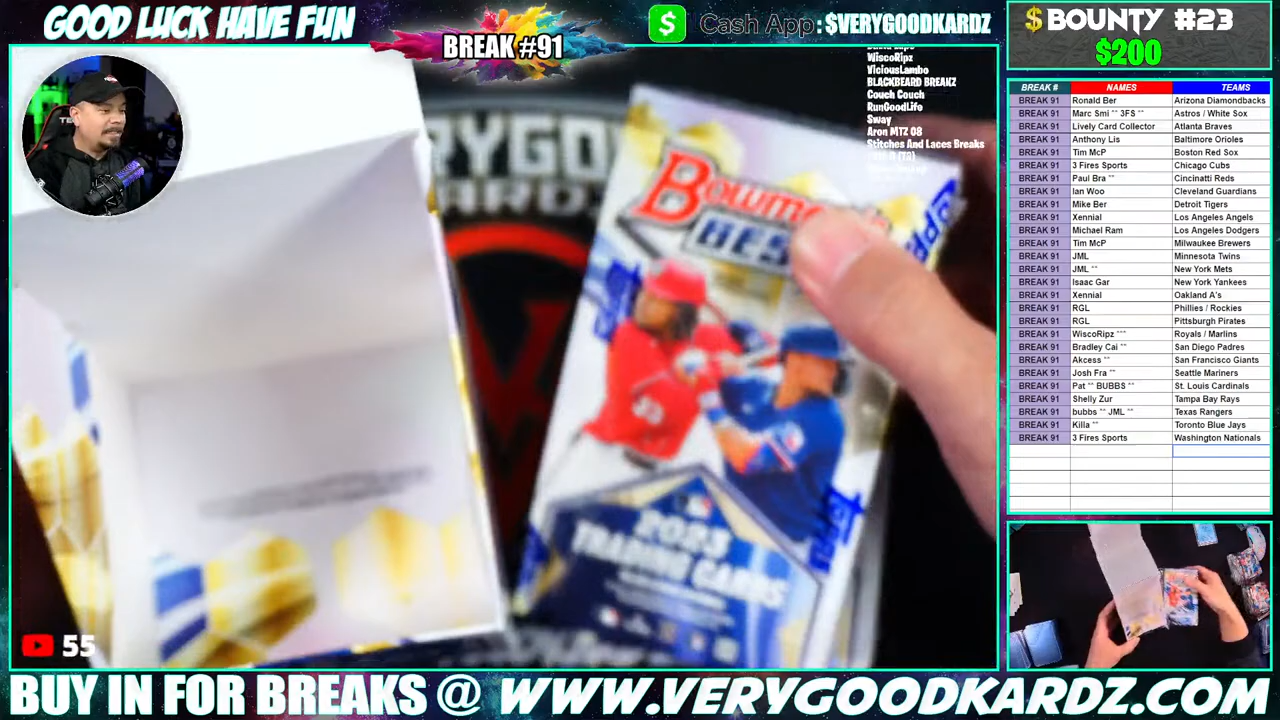 GOOD LUCK HAVE FUN
BREAK #91
$ Cash App : $VERYGOODKARDZ
$ BOUNTY #23
$200
WiscoRipz
ViciousLambo
BLACKBEARD BREAKZ
Couch Couch
RunGoodLife
Sway
Aron MTZ 08
Stitches And Laces Breaks
BREAK # NAMES TEAMS
BREAK 91 Ronald Ber Arizona Diamondbacks
BREAK 91 Marc Smi ** 3FS ** Astros / White Sox
BREAK 91 Lively Card Collector Atlanta Braves
BREAK 91 Anthony Lis Baltimore Orioles
BREAK 91 Tim McP Boston Red Sox
BREAK 91 3 Fires Sports Chicago Cubs
BREAK 91 Paul Bra ** Cincinatti Reds
BREAK 91 Ian Woo Cleveland Guardians
BREAK 91 Mike Ber Detroit Tigers
BREAK 91 Xennial Los Angeles Angels
BREAK 91 Michael Ram Los Angeles Dodgers
BREAK 91 Tim McP Milwaukee Brewers
BREAK 91 JML Minnesota Twins
BREAK 91 JML ** New York Mets
BREAK 91 Isaac Gar New York Yankees
BREAK 91 Xennial Oakland A's
BREAK 91 RGL Phillies / Rockies
BREAK 91 RGL Pittsburgh Pirates
BREAK 91 WiscoRipz *** Royals / Marlins
BREAK 91 Bradley Cai ** San Diego Padres
BREAK 91 Akcess ** San Francisco Giants
BREAK 91 Josh Fra ** Seattle Mariners
BREAK 91 Pat ** BUBBS ** St. Louis Cardinals
BREAK 91 Shelly Zur Tampa Bay Rays
BREAK 91 bubbs ** JML ** Texas Rangers
BREAK 91 Killa ** Toronto Blue Jays
BREAK 91 3 Fires Sports Washington Nationals
2023
TRADING CARDS
Topps
55
BUY IN FOR BREAKS @ WWW.VERYGOODKARDZ.COM